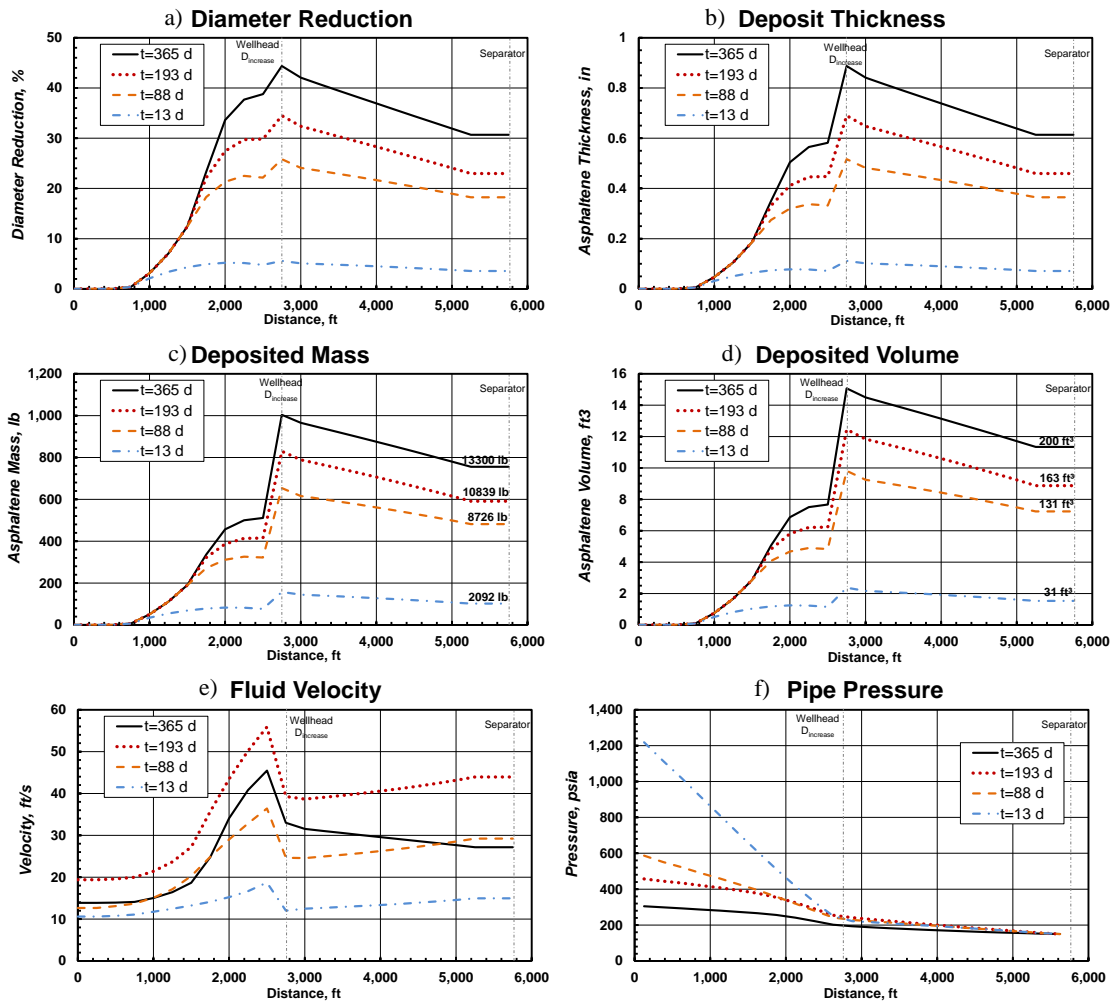 a) Diameter Reduction
50
40
30
20
10
0
0
1,000
2,000
3,000
4,000
5,000
6,000
Diameter Reduction, %
Distance, ft
t=365 d
t=193 d
t=88 d
t=13 d
Wellhead
Dincrease
Separator
b) Deposit Thickness
1
0.8
0.6
0.4
0.2
0
0
1,000
2,000
3,000
4,000
5,000
6,000
Asphaltene Thickness, in
Distance, ft
t=365 d
t=193 d
t=88 d
t=13 d
Wellhead
Dincrease
Separator
c) Deposited Mass
1,200
1,000
800
600
400
200
0
0
1,000
2,000
3,000
4,000
5,000
6,000
Asphaltene Mass, lb
Distance, ft
t=365 d
t=193 d
t=88 d
t=13 d
Wellhead
Dincrease
Separator
13300 lb
10839 lb
8726 lb
2092 lb
d) Deposited Volume
16
14
12
10
8
6
4
2
0
0
1,000
2,000
3,000
4,000
5,000
6,000
Asphaltene Volume, ft3
Distance, ft
t=365 d
t=193 d
t=88 d
t=13 d
Wellhead
Dincrease
Separator
200 ft³
163 ft³
131 ft³
31 ft³
e) Fluid Velocity
60
50
40
30
20
10
0
0
1,000
2,000
3,000
4,000
5,000
6,000
Velocity, ft/s
Distance, ft
t=365 d
t=193 d
t=88 d
t=13 d
Wellhead
Dincrease
Separator
f) Pipe Pressure
1,400
1,200
1,000
800
600
400
200
0
0
1,000
2,000
3,000
4,000
5,000
6,000
Pressure, psia
Distance, ft
Wellhead
Dincrease
Separator
t=365 d
t=193 d
t=88 d
t=13 d